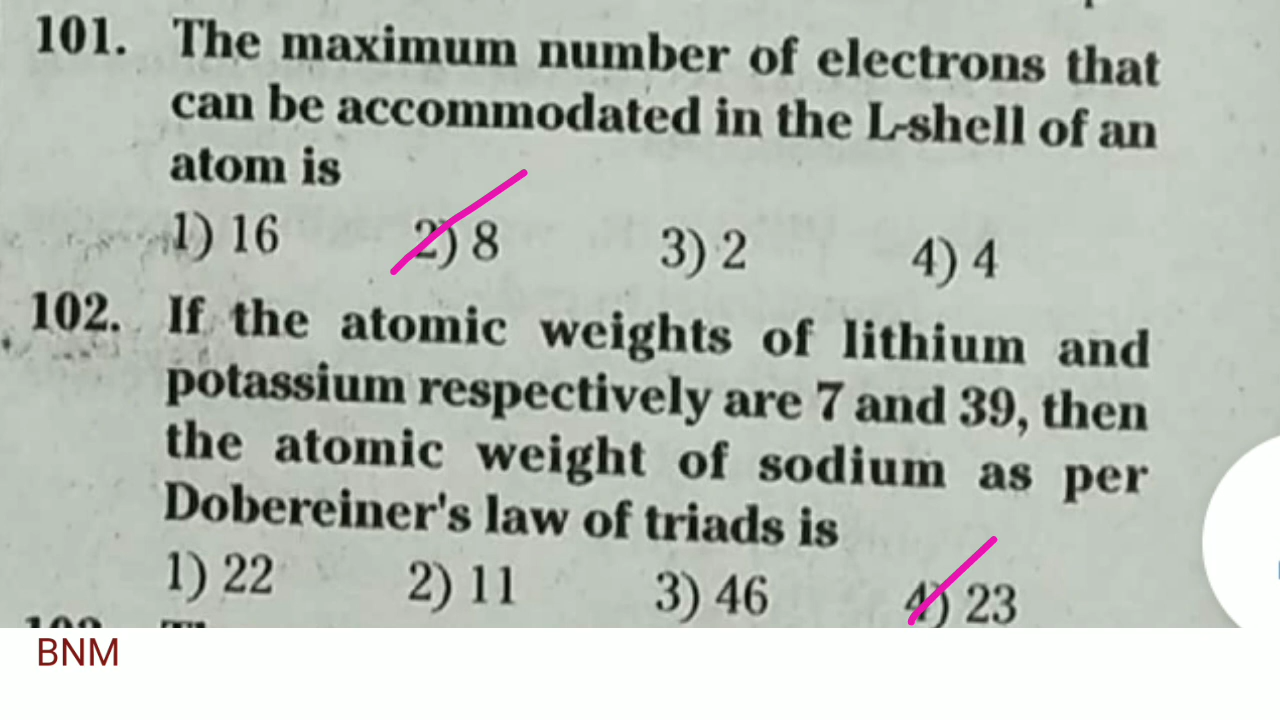 101. The maximum number of electrons that
can be accommodated in the L-shell of an
atom is
1) 16 2) 8 3) 2 4) 4
102. If the atomic weights of lithium and
potassium respectively are 7 and 39, then
the atomic weight of sodium as per
Dobereiner's law of triads is
1) 22 2) 11 3) 46 4) 23
BNM